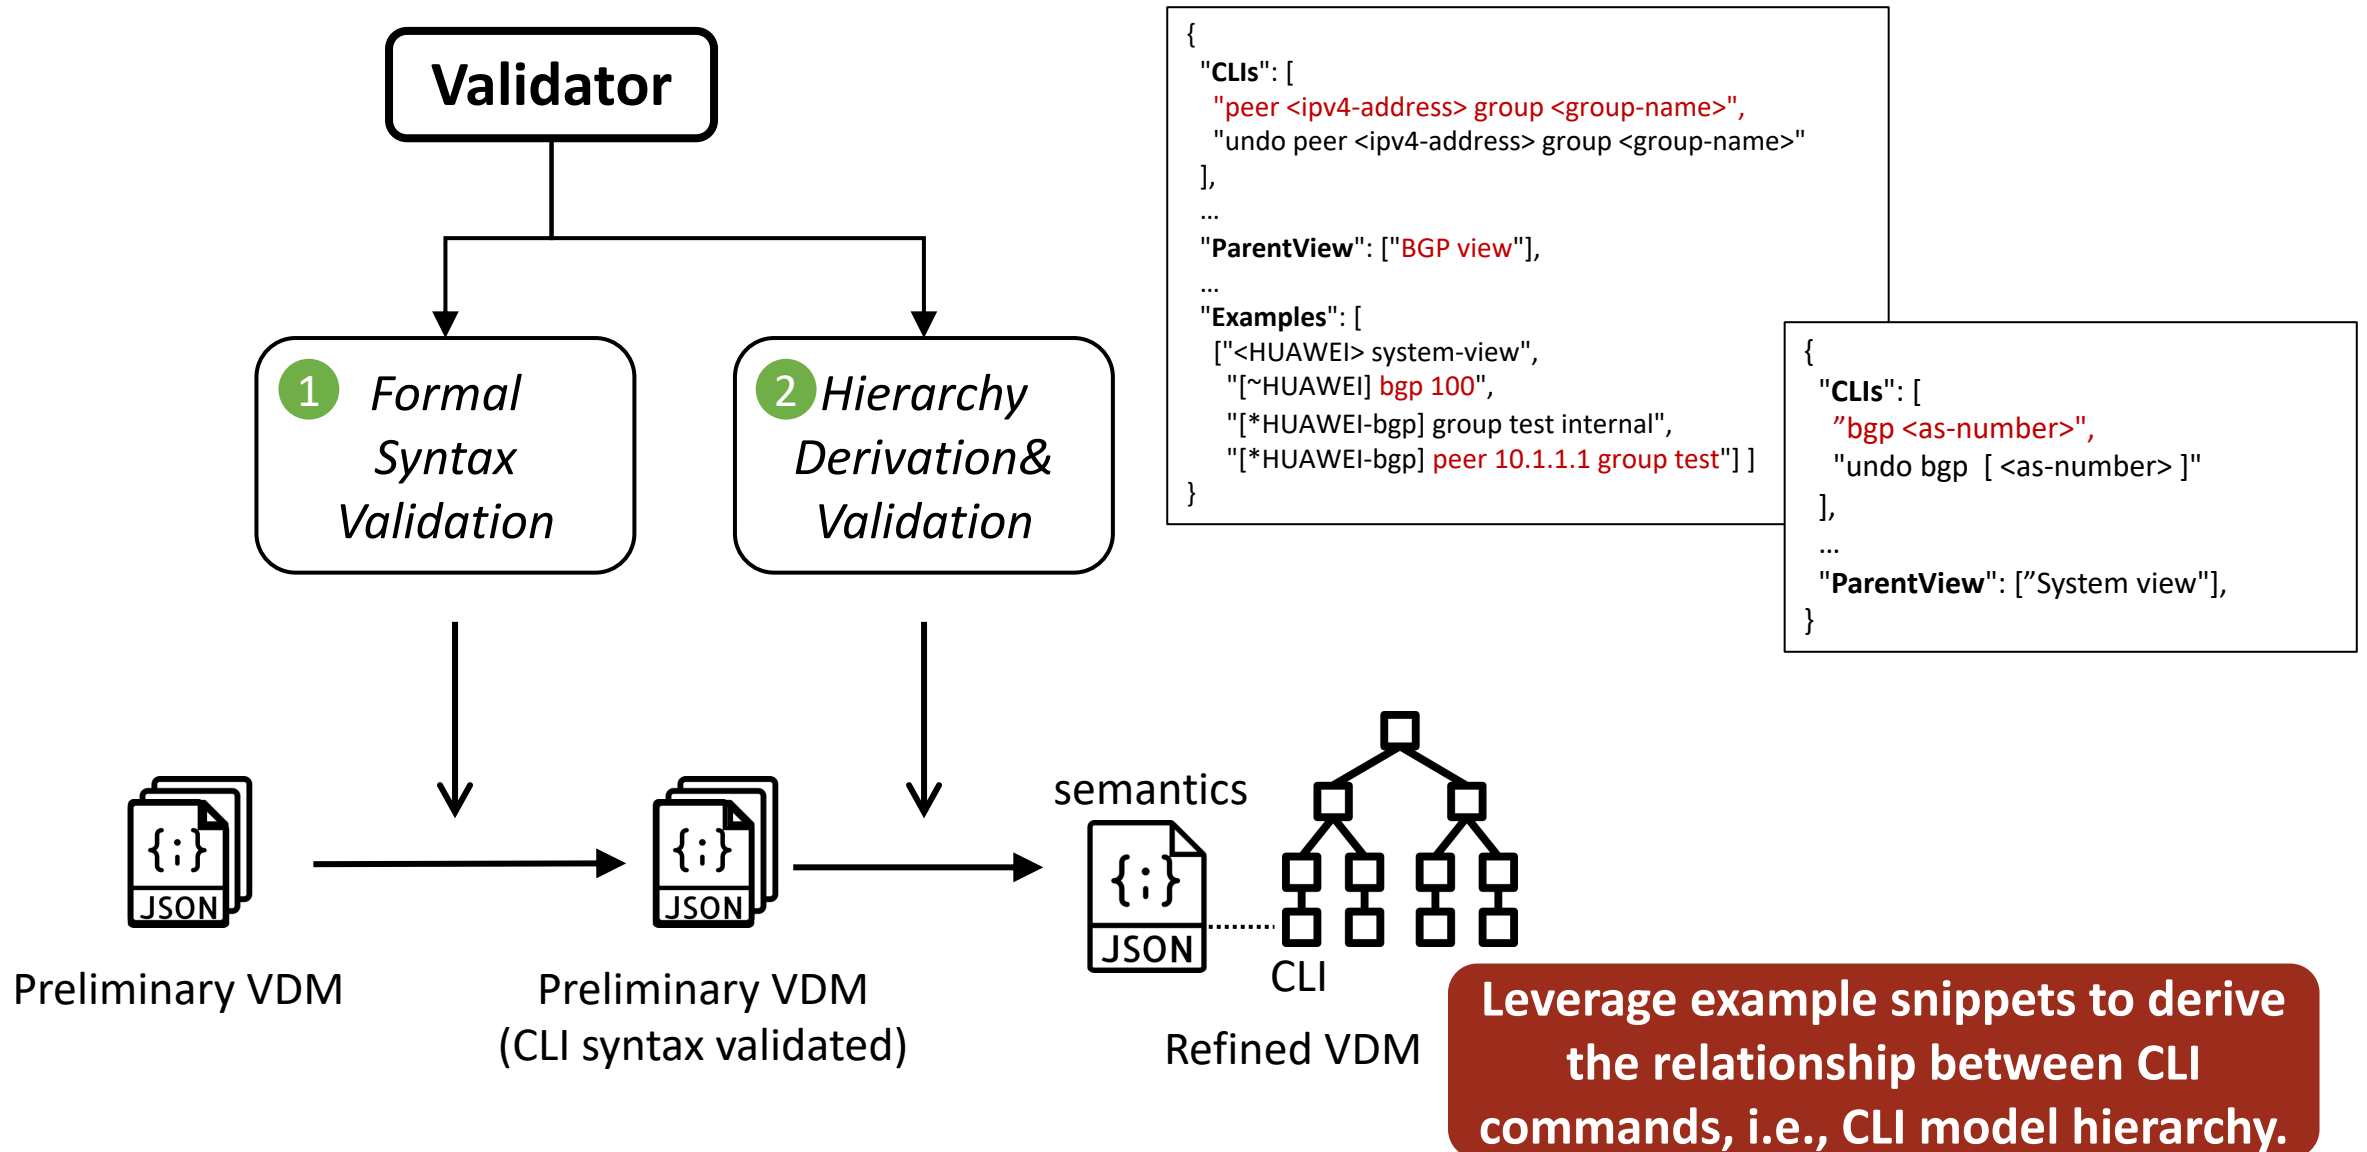 Validator
1
Formal
Syntax
Validation
2
Hierarchy
Derivation&
Validation
{
"CLIs": [
"peer <ipv4-address> group <group-name>",
"undo peer <ipv4-address> group <group-name>"
],
...
"ParentView": ["BGP view"],
...
"Examples": [
["<HUAWEI> system-view",
"[~HUAWEI] bgp 100",
"[*HUAWEI-bgp] group test internal",
"[*HUAWEI-bgp] peer 10.1.1.1 group test"] ]
}
{
"CLIs": [
”bgp <as-number>",
"undo bgp [ <as-number> ]"
],
...
"ParentView": [”System view"],
}
{;}
JSON
Preliminary VDM
{;}
JSON
Preliminary VDM
(CLI syntax validated)
semantics
{;}
JSON
CLI
Refined VDM
Leverage example snippets to derive
the relationship between CLI
commands, i.e., CLI model hierarchy.